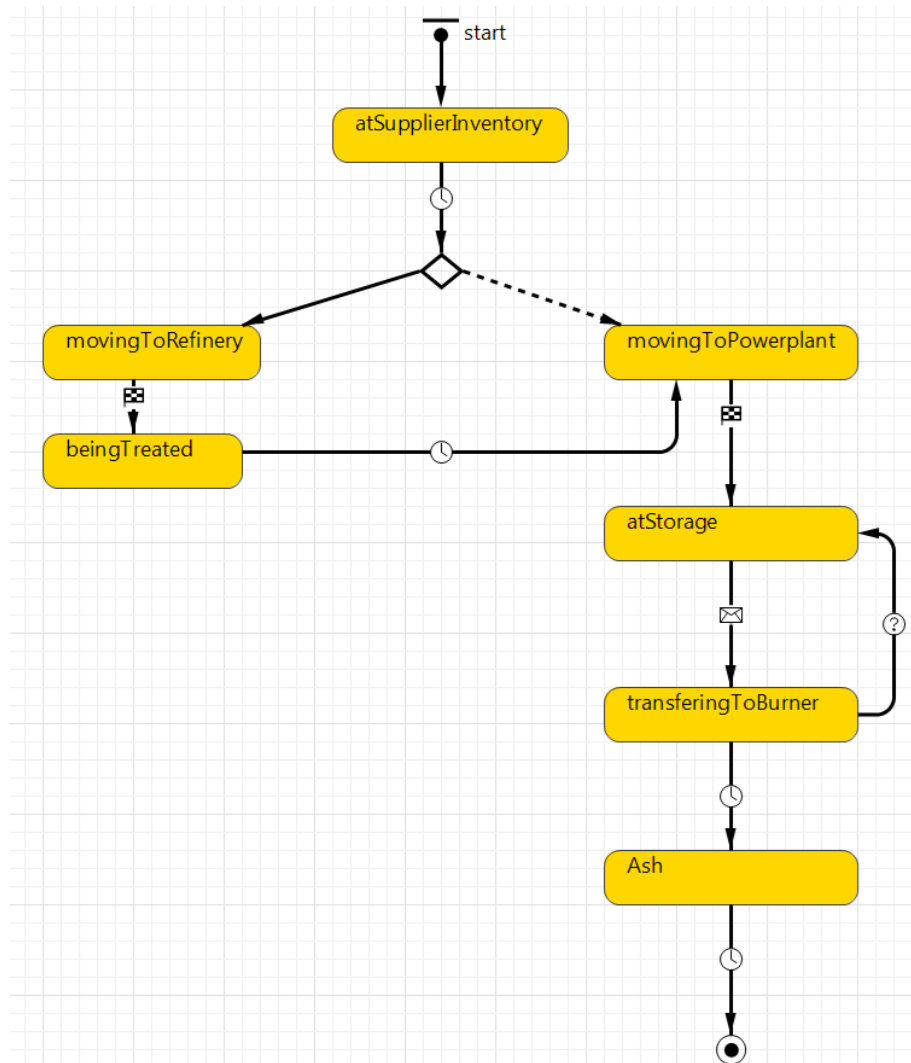 start
atSupplierInventory
movingToRefinery
movingToPowerplant
beingTreated
atStorage
?
transferingToBurner
Ash